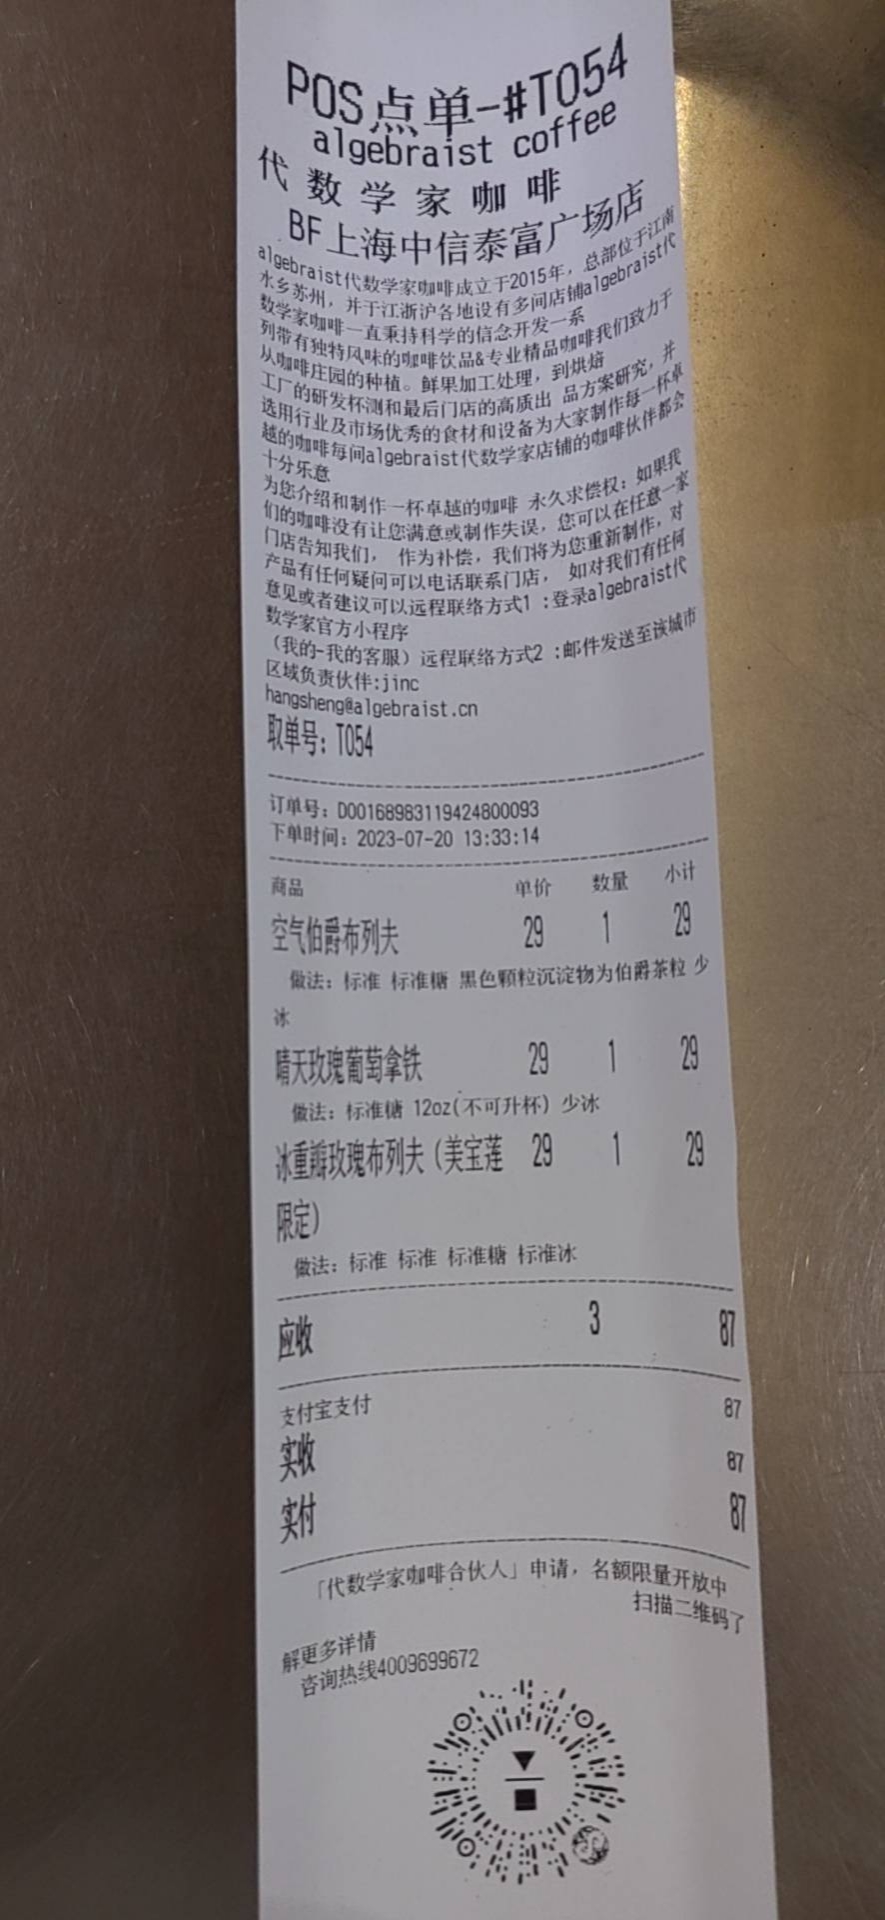 POS点单-#T054
algebraist coffee
代数学家咖啡
BF上海中信泰富广场店
algebraist代数学家咖啡成立于2015年，总部位于江南
水乡苏州，并于江浙沪各地设有多间店铺algebraist代
数学家咖啡一直秉持科学的信念开发一系
列带有独特风味的咖啡饮品&专业精品咖啡我们致力于
从咖啡庄园的种植。鲜果加工处理，到烘焙
工厂的研发杯测和最后门店的高质出 品方案研究，并
选用行业及市场优秀的食材和设备为大家制作每一杯卓
越的咖啡每间algebraist代数学家店铺的咖啡伙伴都会
十分乐意
为您介绍和制作一杯卓越的咖啡 永久求偿权：如果我
们的咖啡没有让您满意或制作失误，您可以在任意一家
门店告知我们， 作为补偿，我们将为您重新制作，对
产品有任何疑问可以电话联系门店， 如对我们有任何
意见或者建议可以远程联络方式1 :登录algebraist代
数学家官方小程序
（我的-我的客服）远程联络方式2 :邮件发送至该城市
区域负责伙伴:jinc
hangsheng@algebraist.cn
取单号：T054
订单号：D00168983119424800093
下单时间：2023-07-20 13:33:14
商品 单价 数量 小计
空气伯爵布列夫 29 1 29
做法：标准 标准糖 黑色颗粒沉淀物为伯爵茶粒 少
冰
晴天玫瑰葡萄拿铁 29 1 29
做法：标准糖 12oz(不可升杯) 少冰
冰重瓣玫瑰布列夫（美宝莲 29 1 29
限定）
做法：标准 标准 标准糖 标准冰
应收 3 87
支付宝支付 87
实收 87
实付 87
「代数学家咖啡合伙人」申请，名额限量开放中
扫描二维码了
解更多详情
咨询热线4009699672